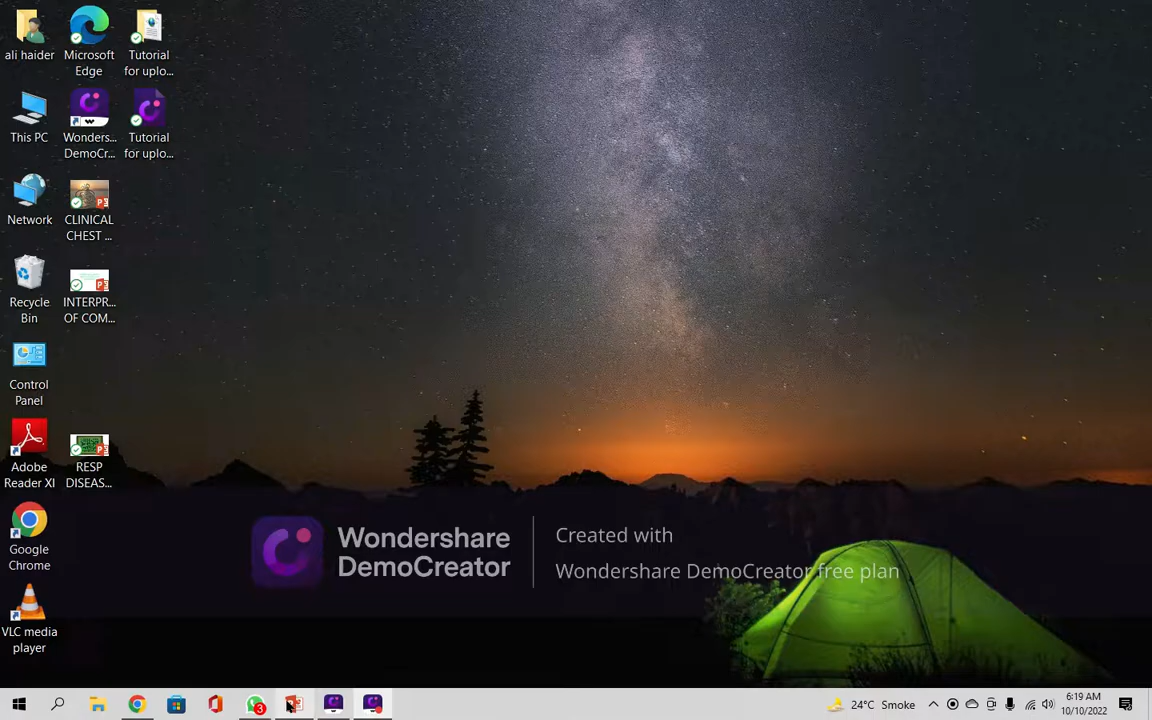 ali haider
Microsoft
Edge
Tutorial
for uplo...
This PC
Wonders...
DemoCr...
Tutorial
for uplo...
Network
CLINICAL
CHEST ...
Recycle
Bin
INTERPR...
OF COM...
Control
Panel
Adobe
Reader XI
RESP
DISEAS...
Google
Chrome
VLC media
player
Wondershare
DemoCreator
Created with
Wondershare DemoCreator free plan
3
24°C Smoke
6:19 AM
10/10/2022